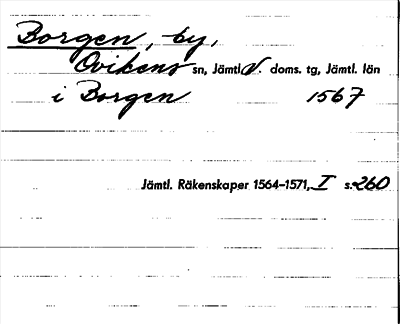 Borgen, by,
Ovikens sn, Jämtl. V. doms. tg, Jämtl. län
i Borgen 1567
Jämtl. Räkenskaper 1564–1571, I s. 260